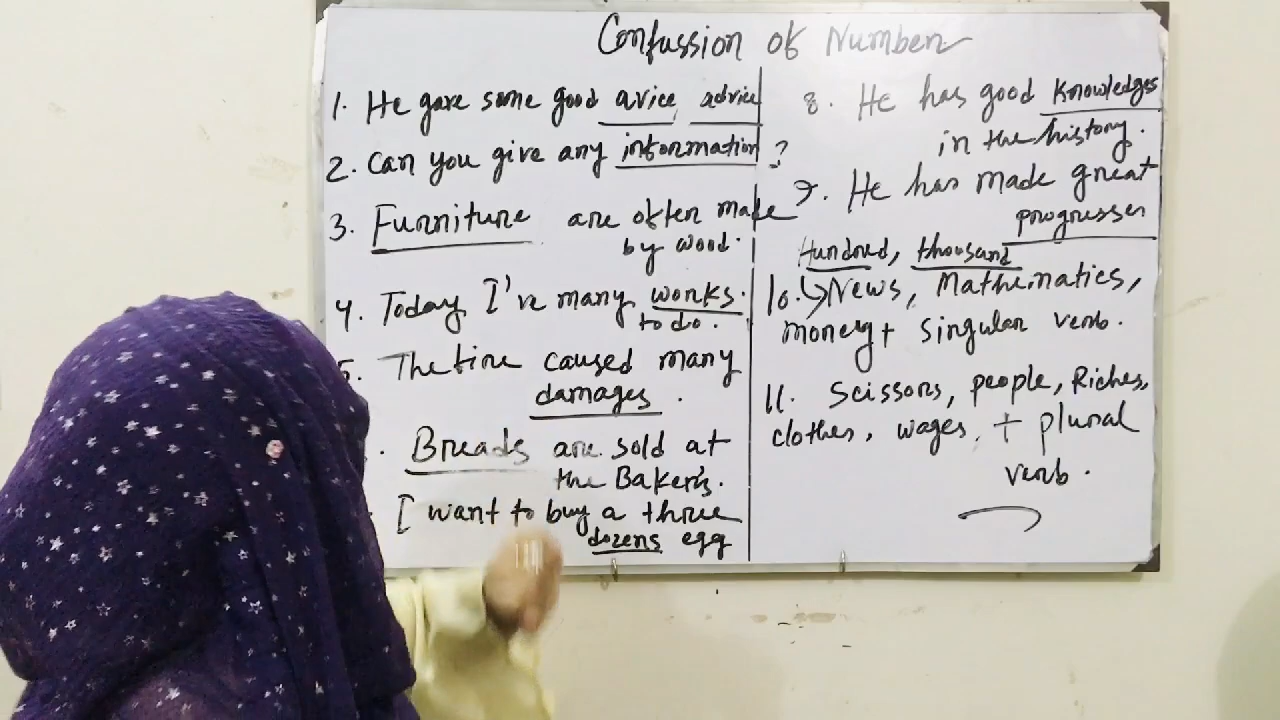 Confussion of Number
1. He gave some good avice, advice
2. Can you give any information ?
3. Furniture are often make
by wood.
4. Today I've many works.
to do.
5. The fire caused many
damages.
. Breads are sold at
the Baker's.
I want to buy a three
dozens egg
8. He has good knowledges
in the history.
9. He has made great
progresses
Hundred, thousand
10. ↳ News, Mathematics,
money + singular verb.
11. Scissors, people, Riches,
clothes, wages, + plural
verb.